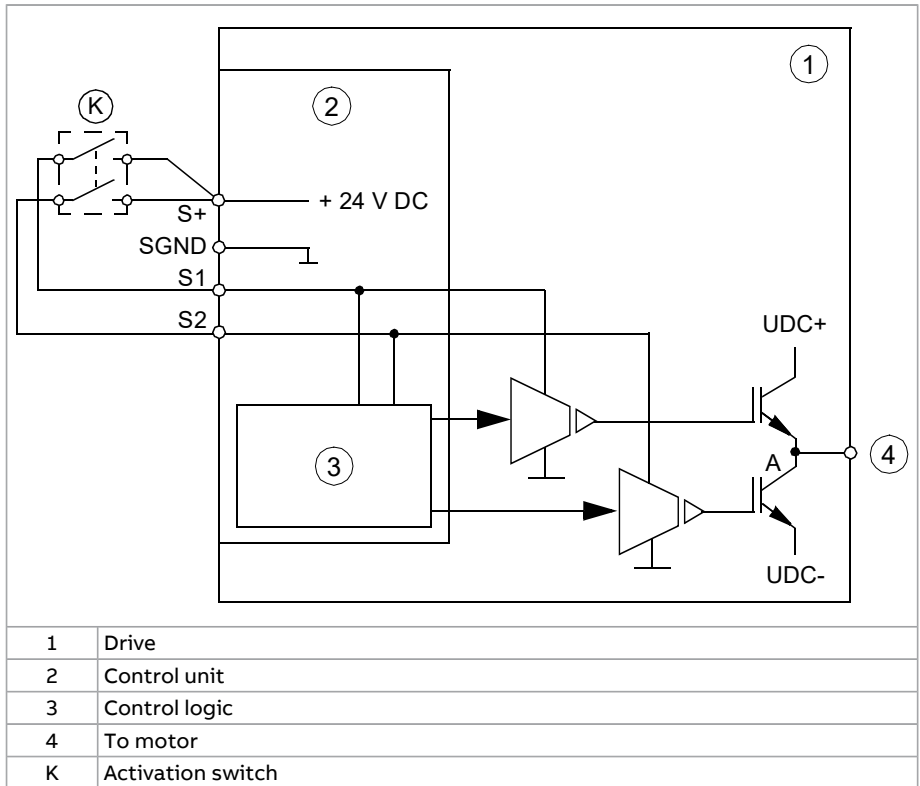 1
2
K
+ 24 V DC
S+
SGND
S1
S2
UDC+
3
A
4
UDC-
1 Drive
2 Control unit
3 Control logic
4 To motor
K Activation switch